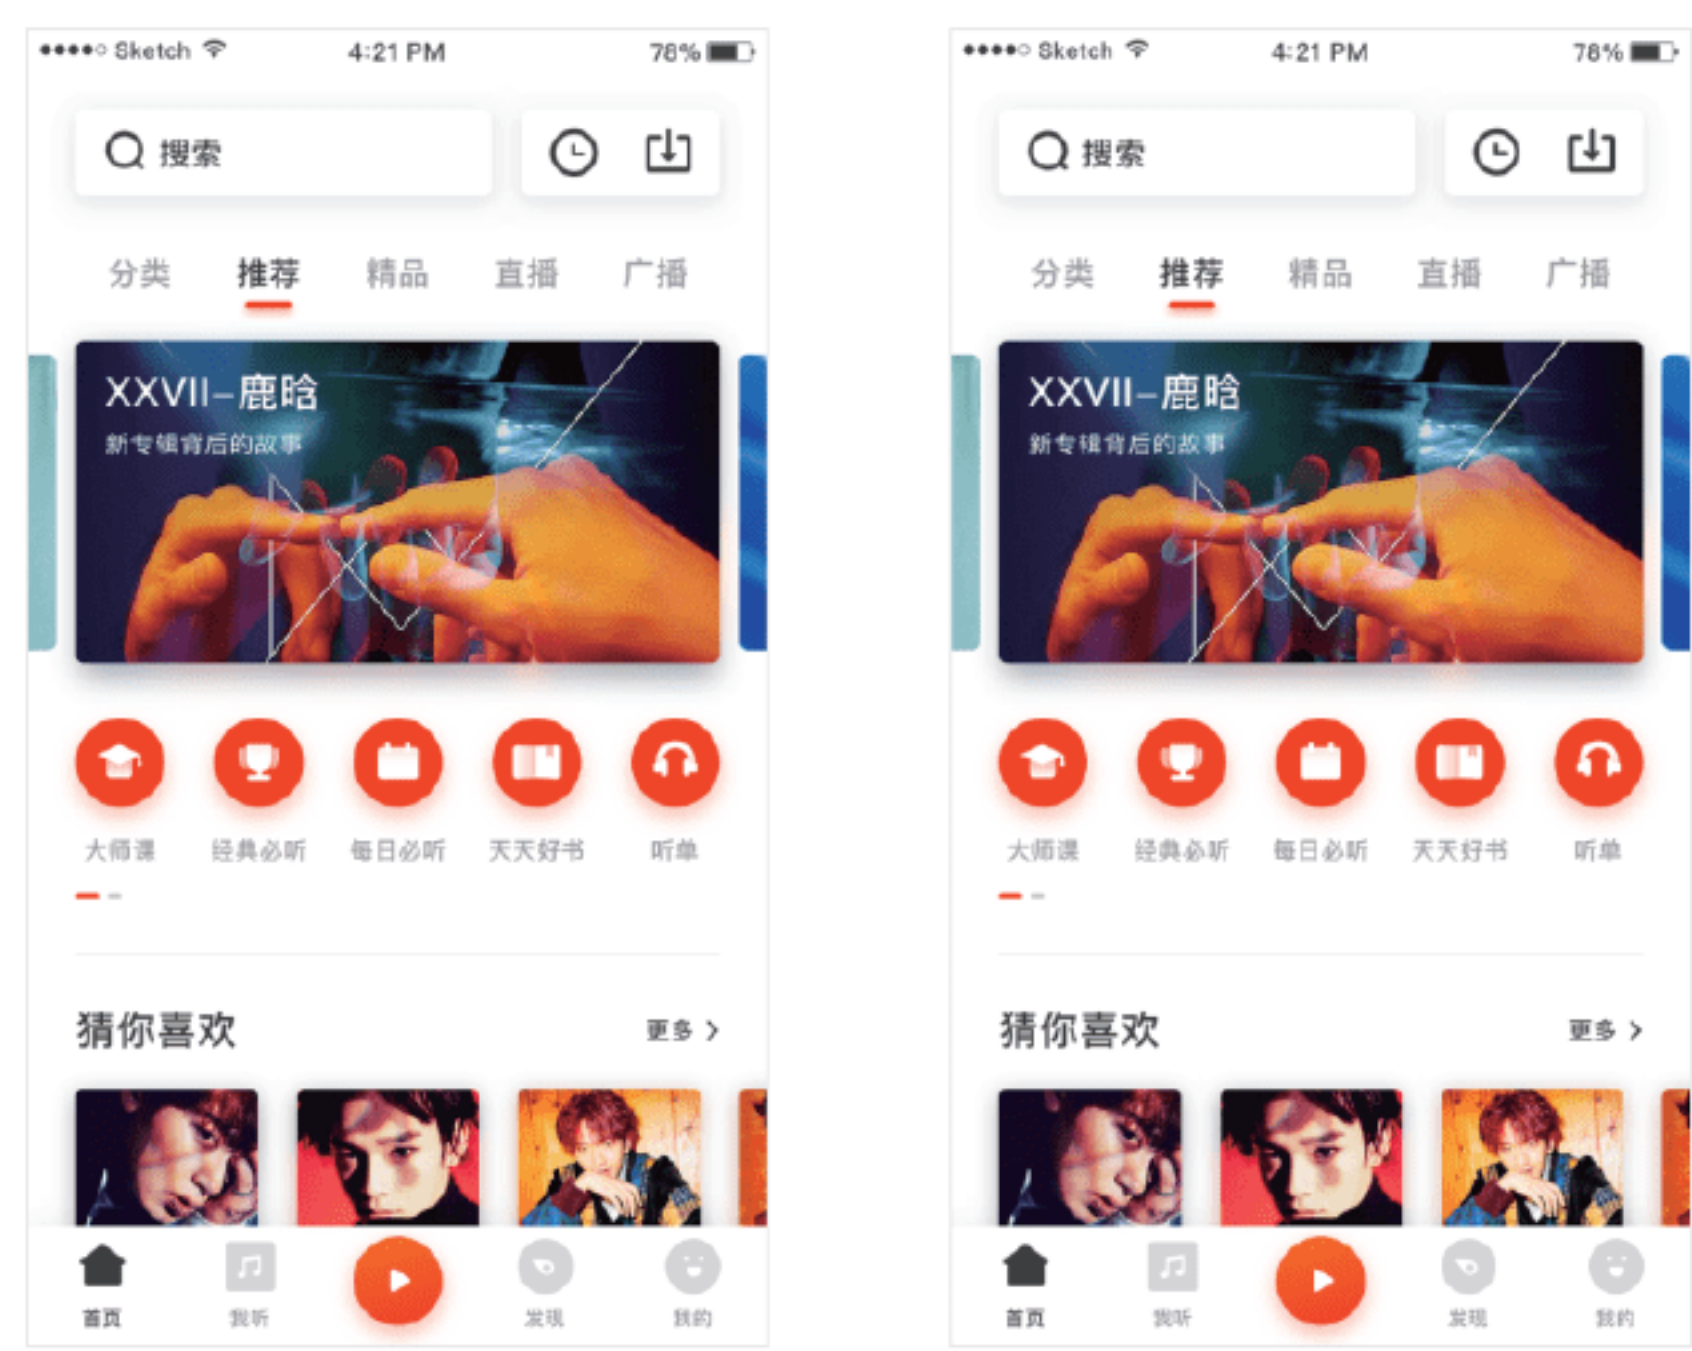 Sketch 4:21 PM 78%
搜索
分类 推荐 精品 直播 广播
XXVII–鹿晗
新专辑背后的故事
大师课 经典必听 每日必听 天天好书 听单
猜你喜欢 更多
首页 我听 发现 我的
Sketch 4:21 PM 78%
搜索
分类 推荐 精品 直播 广播
XXVII–鹿晗
新专辑背后的故事
大师课 经典必听 每日必听 天天好书 听单
猜你喜欢 更多
首页 我听 发现 我的